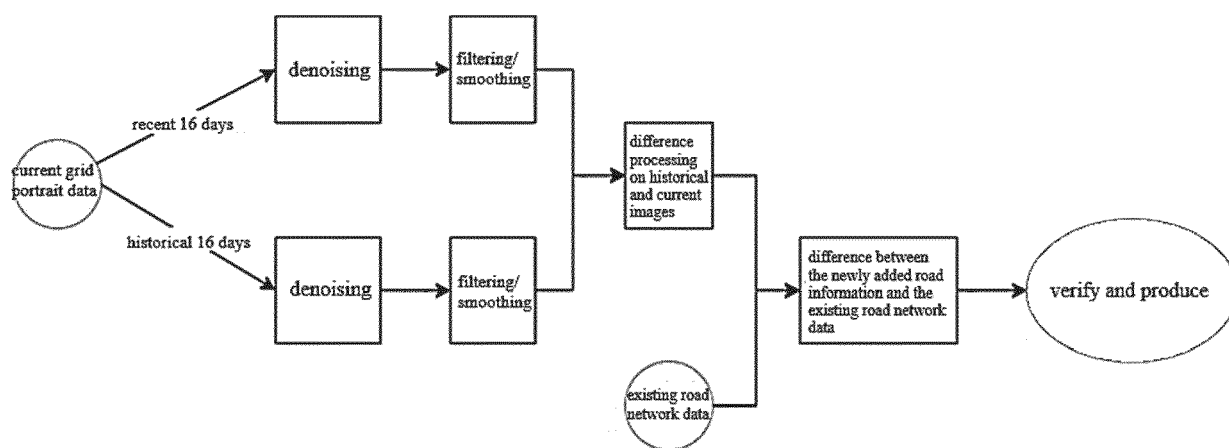 current grid
portrait data
recent 16 days
denoising
filtering/
smoothing
historical 16 days
denoising
filtering/
smoothing
difference
processing
on historical
and current
images
existing road
network data
difference between
the newly added road
information and the
existing road network
data
verify and produce